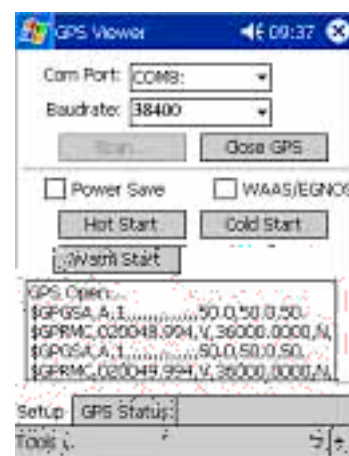 GPS Viewer 09:37
Com Port: COM8:
Baudrate: 38400
Scan... Close GPS
Power Save WAAS/EGNOS
Hot Start Cold Start
Warm Start
GPS Open...
$GPGSA,A,1,,,,,,,,,,,,,50.0,50.0,50.
$GPRMC,020048.994,V,36000.0000,N,
$GPGSA,A,1,,,,,,,,,,,,,50.0,50.0,50.
$GPRMC,020049.994,V,36000.0000,N,
Setup GPS Status
Tools